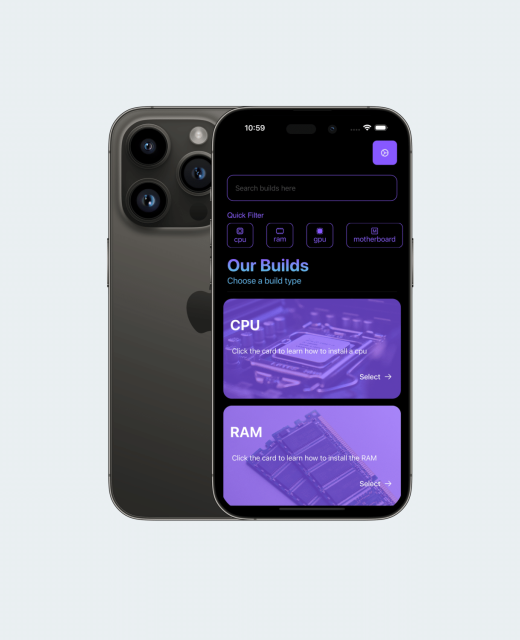 10:59
Search builds here
Quick Filter
cpu
ram
gpu
motherboard
Our Builds
Choose a build type
CPU
Click the card to learn how to install a cpu
Select →
RAM
Click the card to learn how to install the RAM
Select →